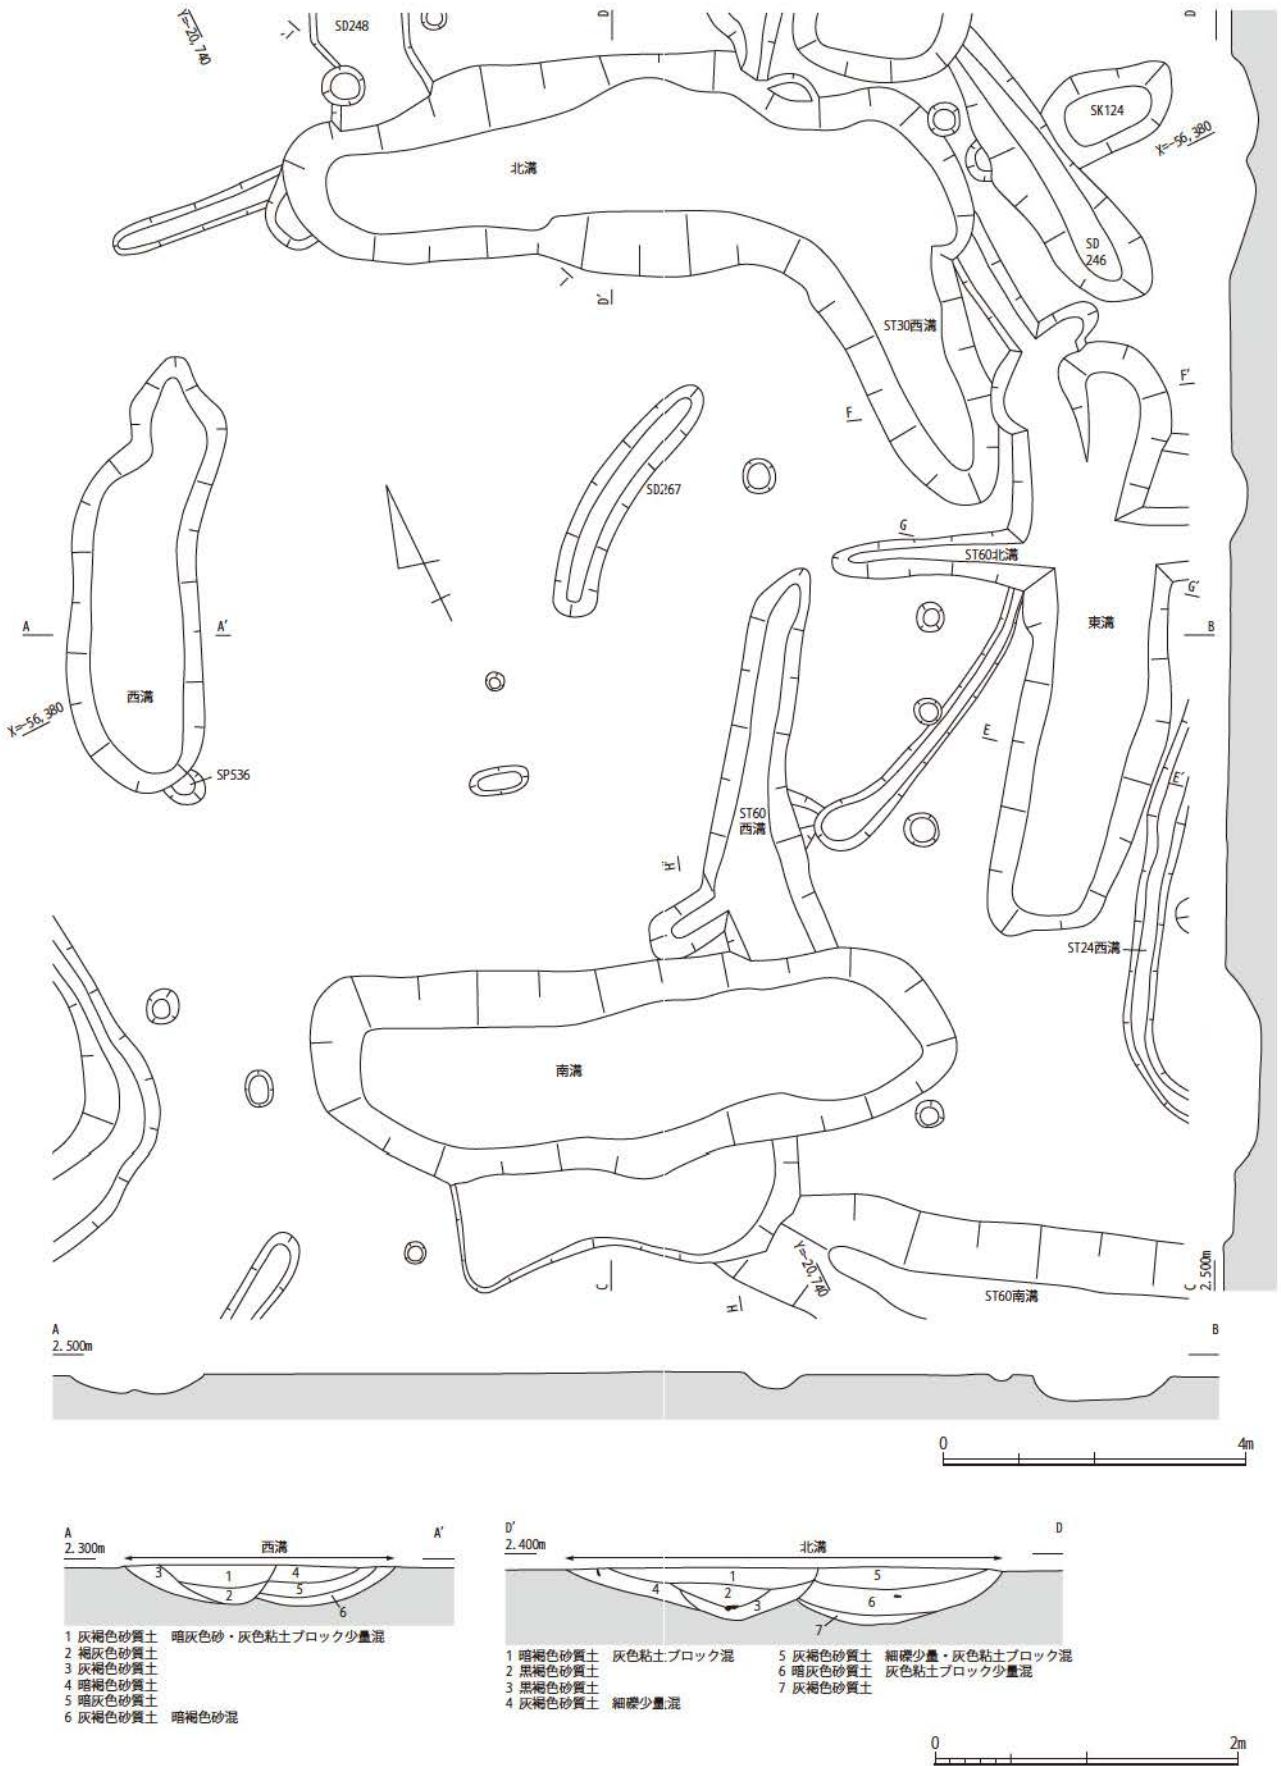 Y=-20,740
SD248
D
D
SK124
X=-56,380
北溝
SD
246
D'
ST30西溝
F
F'
SD267
G
ST60北溝
G'
A
A'
東溝
B
西溝
X=-56,380
E
SP536
E'
ST60
西溝
H'
ST24西溝
南溝
C
Y=-20,740
H
ST60南溝
C
2.500m
A
2.500m
B
0
4m
A
2.300m
西溝
A'
3
1
4
2
5
6
D'
2.400m
北溝
D
1
5
4
2
3
6
7
1 灰褐色砂質土　暗灰色砂・灰色粘土ブロック少量混
2 褐灰色砂質土
3 灰褐色砂質土
4 暗褐色砂質土
5 暗灰色砂質土
6 灰褐色砂質土　暗褐色砂混
1 暗褐色砂質土　灰色粘土ブロック混
2 黒褐色砂質土
3 黒褐色砂質土
4 灰褐色砂質土　細礫少量混
5 灰褐色砂質土　細礫少量・灰色粘土ブロック混
6 暗灰色砂質土　灰色粘土ブロック少量混
7 灰褐色砂質土
0
2m